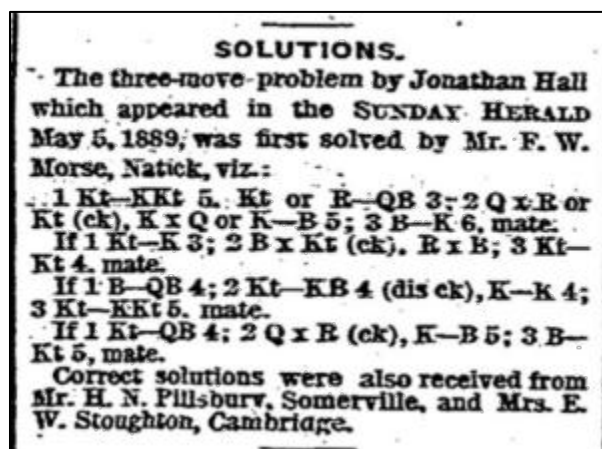 SOLUTIONS.
The three-move problem by Jonathan Hall
which appeared in the SUNDAY HERALD
May 5, 1889, was first solved by Mr. F. W.
Morse, Natick, viz.:
1 Kt—KKt 5. Kt or R—QB 3; 2 Q x R or
Kt (ck), K x Q or K—B 5; 3 B—K 6, mate.
If 1 Kt—K 3; 2 B x Kt (ck). R x B; 3 Kt—
Kt 4. mate.
If 1 B—QB 4; 2 Kt—KB 4 (dis ck), K—K 4;
3 Kt—KKt 5. mate.
If 1 Kt—QB 4; 2 Q x R (ck), K—B 5; 3 B—
Kt 5, mate.
Correct solutions were also received from
Mr. H. N. Pillsbury, Somerville, and Mrs. E.
W. Stoughton, Cambridge.